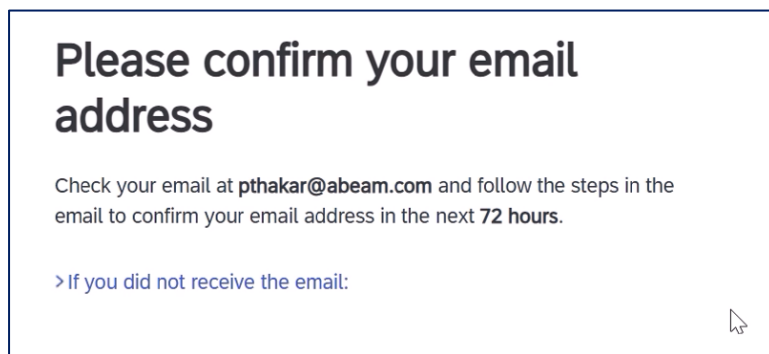 Please confirm your email
address
Check your email at pthakar@abeam.com and follow the steps in the
email to confirm your email address in the next 72 hours.
>If you did not receive the email: